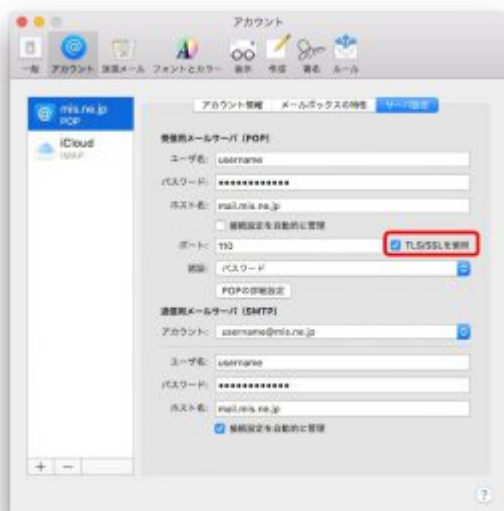 アカウント
一般 アカウント 迷惑メール フォントとカラー 表示 作成 署名 ルール
mis.ne.jp
POP
iCloud
IMAP
アカウント情報 メールボックスの特性 サーバ設定
受信用メールサーバ (POP)
ユーザ名: username
パスワード: ••••••••••••
ホスト名: mail.mis.ne.jp
接続設定を自動的に管理
ポート: 110 TLS/SSLを使用
認証: パスワード
POPの詳細設定
送信用メールサーバ (SMTP)
アカウント: username@mis.ne.jp
ユーザ名: username
パスワード: ••••••••••••
ホスト名: mail.mis.ne.jp
接続設定を自動的に管理
+ −
?